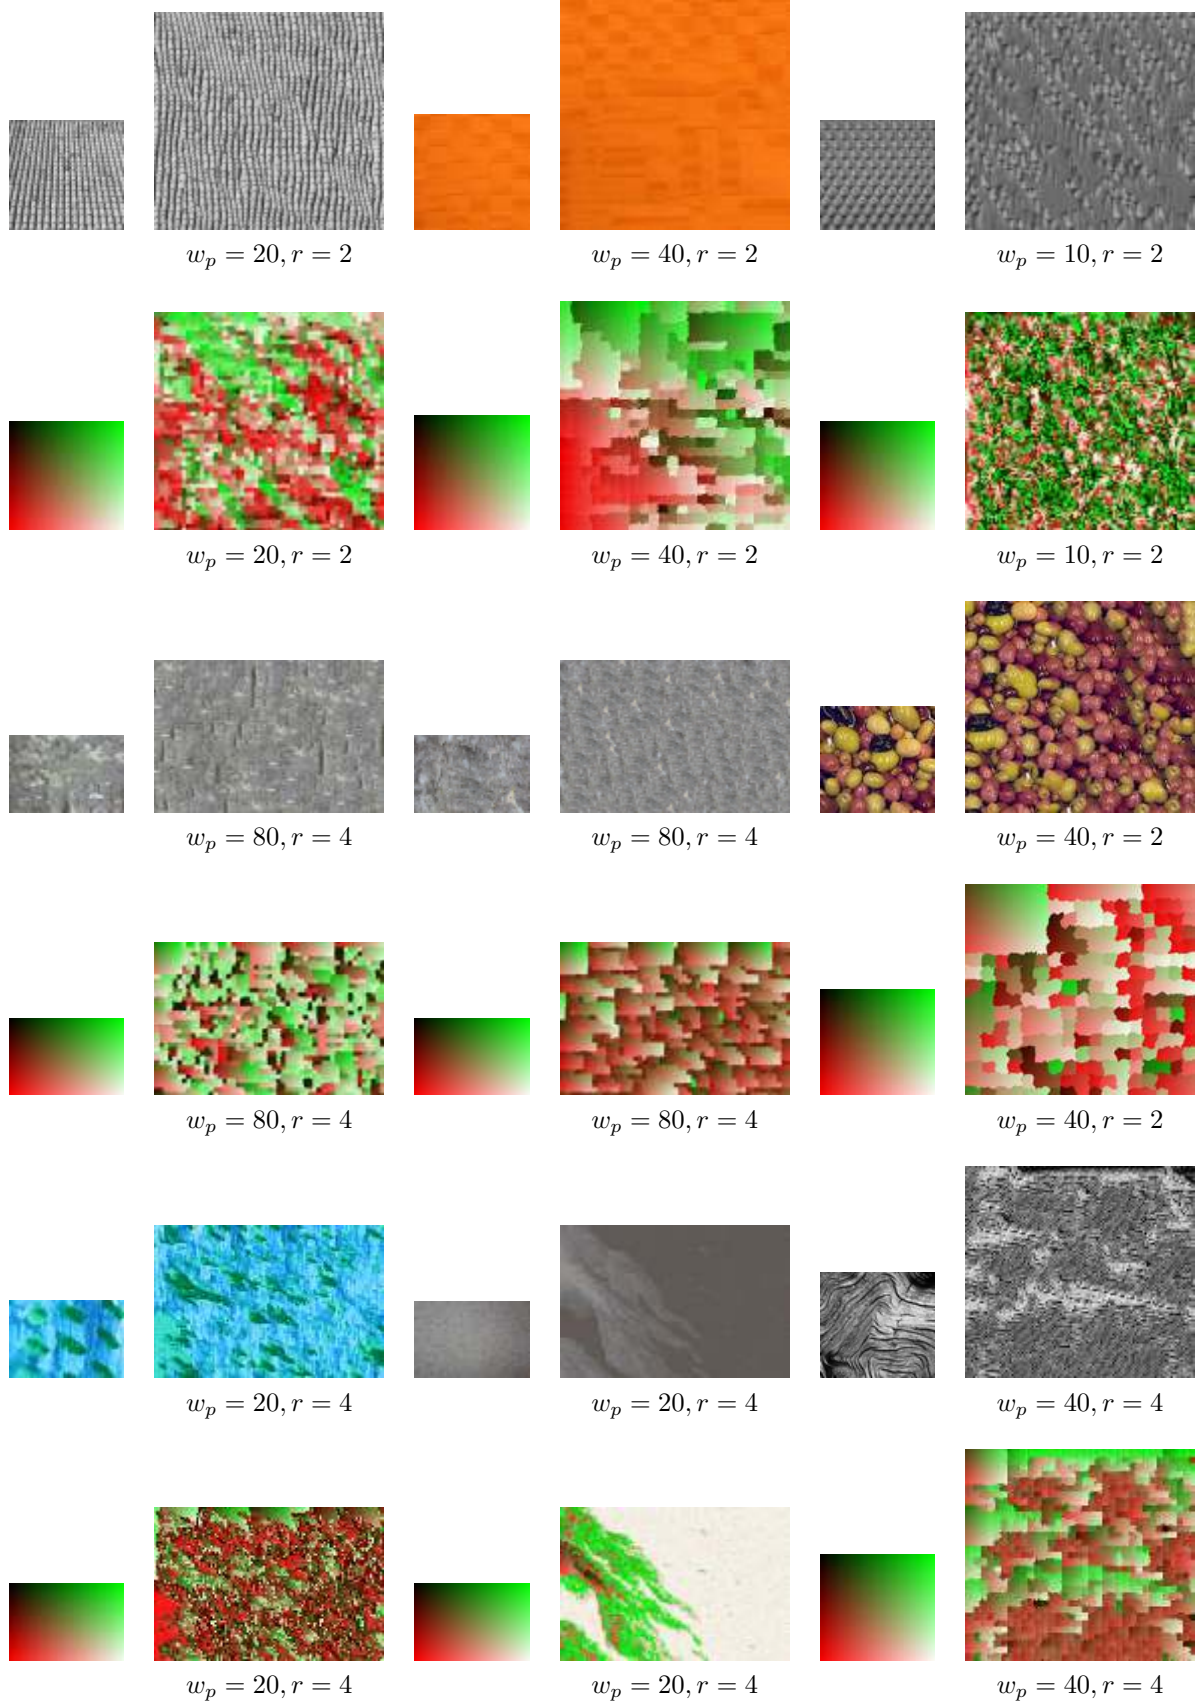 w_p = 20, r = 2 w_p = 40, r = 2 w_p = 10, r = 2
w_p = 20, r = 2 w_p = 40, r = 2 w_p = 10, r = 2
w_p = 80, r = 4 w_p = 80, r = 4 w_p = 40, r = 2
w_p = 80, r = 4 w_p = 80, r = 4 w_p = 40, r = 2
w_p = 20, r = 4 w_p = 20, r = 4 w_p = 40, r = 4
w_p = 20, r = 4 w_p = 20, r = 4 w_p = 40, r = 4